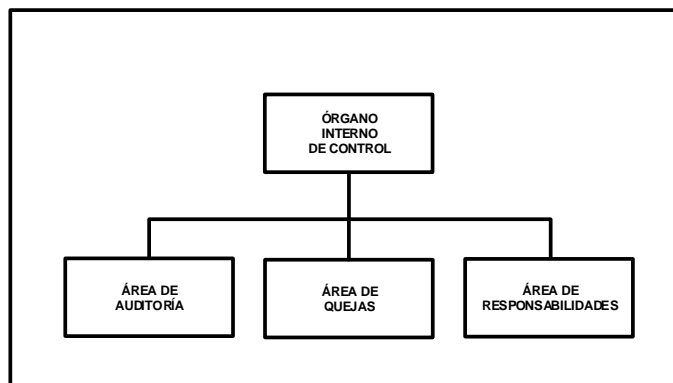 ÓRGANO
INTERNO
DE CONTROL
ÁREA DE
AUDITORÍA
ÁREA DE
QUEJAS
ÁREA DE
RESPONSABILIDADES